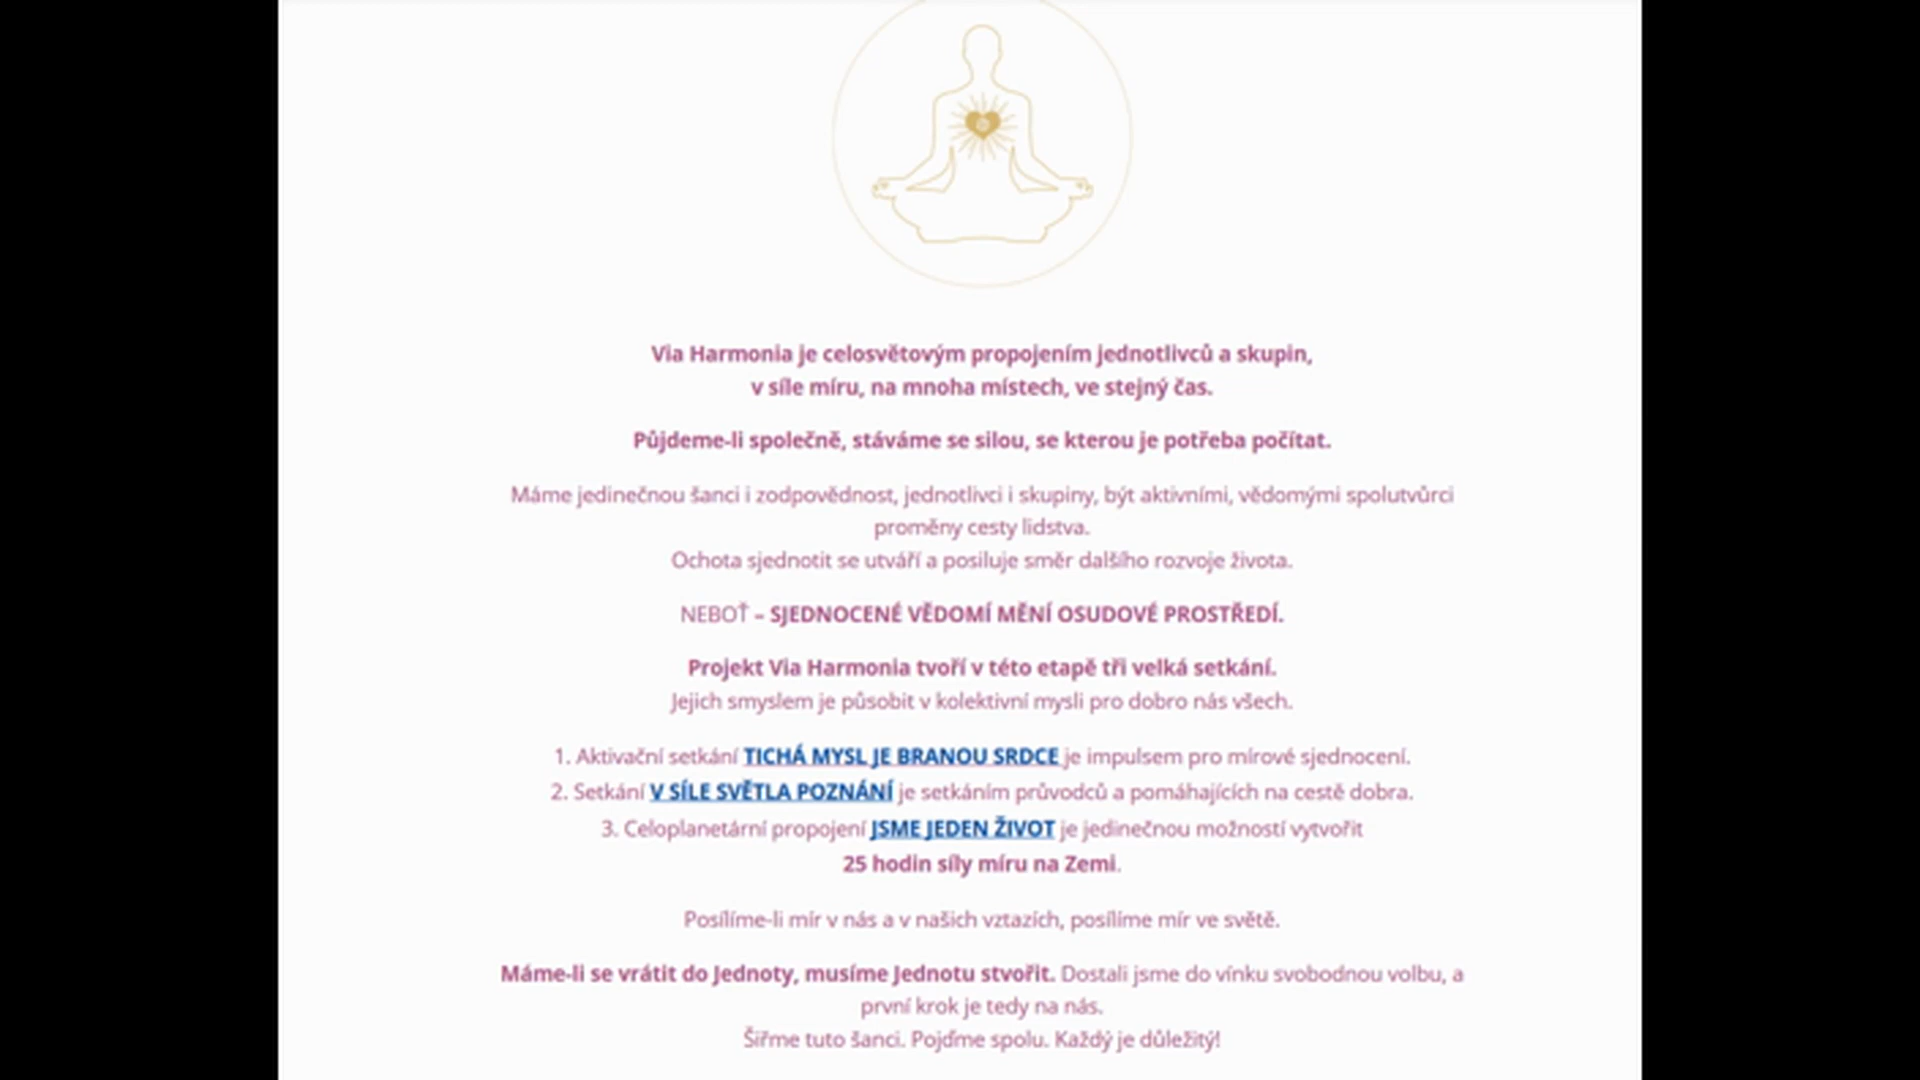 Via Harmonia je celosvětovým propojením jednotlivců a skupin,
v síle míru, na mnoha místech, ve stejný čas.
Půjdeme-li společně, stáváme se silou, se kterou je potřeba počítat.
Máme jedinečnou šanci i zodpovědnost, jednotlivci i skupiny, být aktivními, vědomými spolutvůrci
proměny cesty lidstva.
Ochota sjednotit se utváří a posiluje směr dalšího rozvoje života.
NEBOŤ – SJEDNOCENÉ VĚDOMÍ MĚNÍ OSUDOVÉ PROSTŘEDÍ.
Projekt Via Harmonia tvoří v této etapě tři velká setkání.
Jejich smyslem je působit v kolektivní mysli pro dobro nás všech.
1. Aktivační setkání TICHÁ MYSL JE BRANOU SRDCE je impulsem pro mírové sjednocení.
2. Setkání V SÍLE SVĚTLA POZNÁNÍ je setkáním průvodců a pomáhajících na cestě dobra.
3. Celoplanetární propojení JSME JEDEN ŽIVOT je jedinečnou možností vytvořit
25 hodin síly míru na Zemi.
Posílíme-li mír v nás a v našich vztazích, posílíme mír ve světě.
Máme-li se vrátit do Jednoty, musíme Jednotu stvořit. Dostali jsme do vínku svobodnou volbu, a
první krok je tedy na nás.
Šiřme tuto šanci. Pojďme spolu. Každý je důležitý!